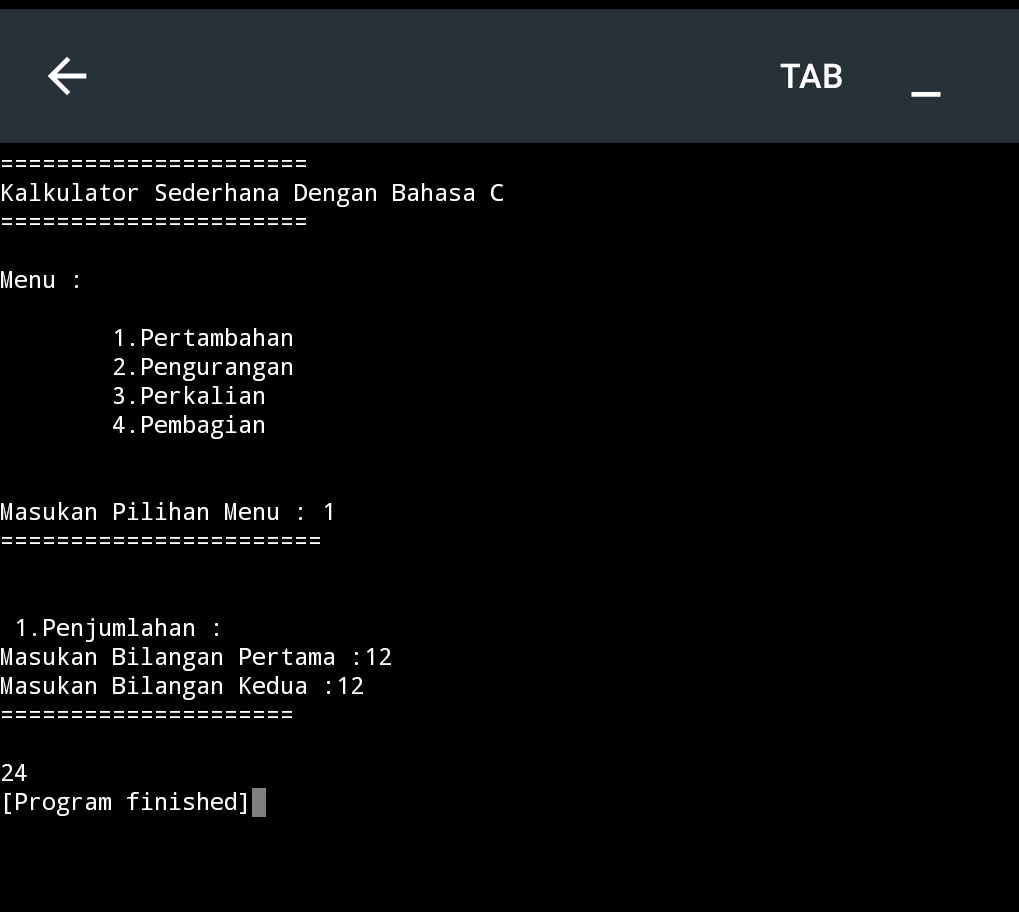 TAB _
======================
Kalkulator Sederhana Dengan Bahasa C
======================
Menu :
1.Pertambahan
2.Pengurangan
3.Perkalian
4.Pembagian
Masukan Pilihan Menu : 1
=======================
1.Penjumlahan :
Masukan Bilangan Pertama :12
Masukan Bilangan Kedua :12
=====================
24
[Program finished]